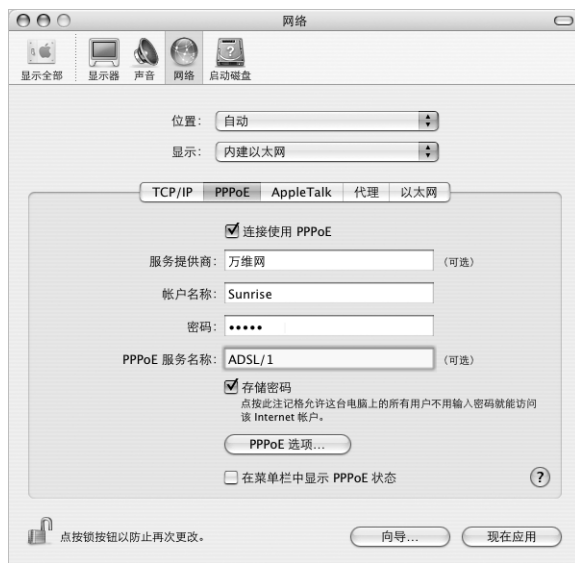 网络
显示全部 显示器 声音 网络 启动磁盘
位置: 自动
显示: 内建以太网
TCP/IP PPPoE AppleTalk 代理 以太网
连接使用 PPPoE
服务提供商: 万维网 (可选)
帐户名称: Sunrise
密码: •••••
PPPoE 服务名称: ADSL/1 (可选)
存储密码
点按此注记格允许这台电脑上的所有用户不用输入密码就能访问
该 Internet 帐户。
PPPoE 选项...
在菜单栏中显示 PPPoE 状态 ?
点按锁按钮以防止再次更改。 向导... 现在应用